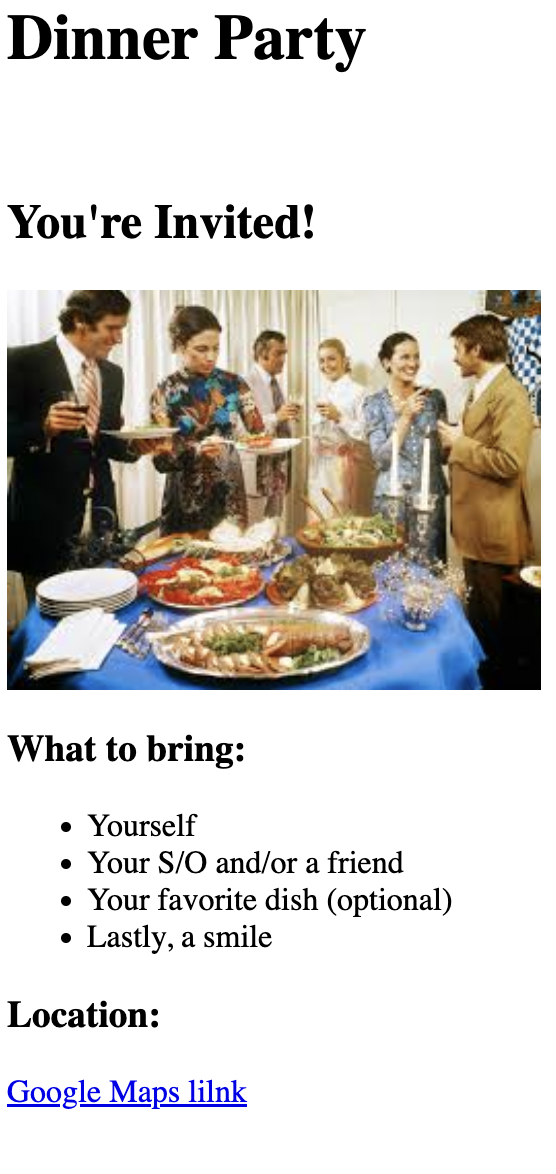 Dinner Party
You're Invited!
What to bring:
Yourself
Your S/O and/or a friend
Your favorite dish (optional)
Lastly, a smile
Location:
Google Maps lilnk